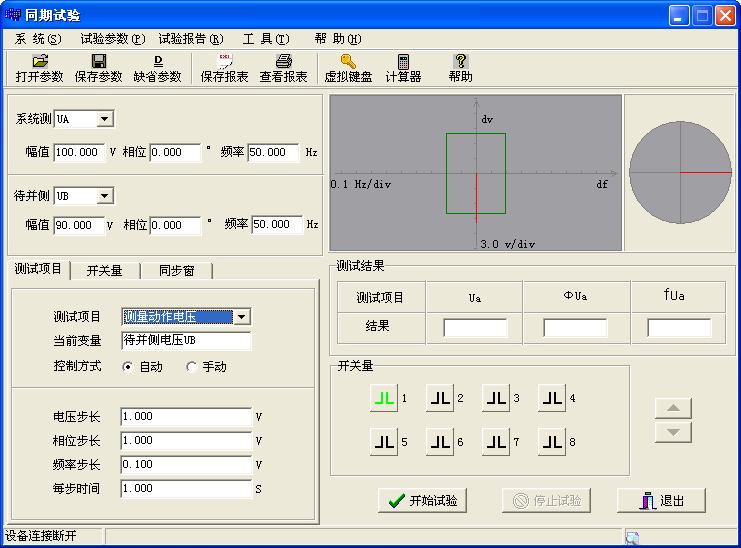 同期试验
系 统(S) 试验参数(P) 试验报告(R) 工 具(T) 帮 助(H)
打开参数 保存参数 缺省参数 保存报表 查看报表 虚拟键盘 计算器 帮助
系统测 UA
幅值 100.000 V 相位 0.000 ° 频率 50.000 Hz
待并侧 UB
幅值 90.000 V 相位 0.000 ° 频率 50.000 Hz
dv
0.1 Hz/div df
3.0 v/div
测试项目 开关量 同步窗
测试项目 测量动作电压
当前变量 待并侧电压UB
控制方式 自动 手动
电压步长 1.000 V
相位步长 1.000 V
频率步长 0.100 V
每步时间 1.000 S
测试结果
测试项目 Ua ΦUa fUa
结果
开关量
1 2 3 4
5 6 7 8
开始试验 停止试验 退出
设备连接断开